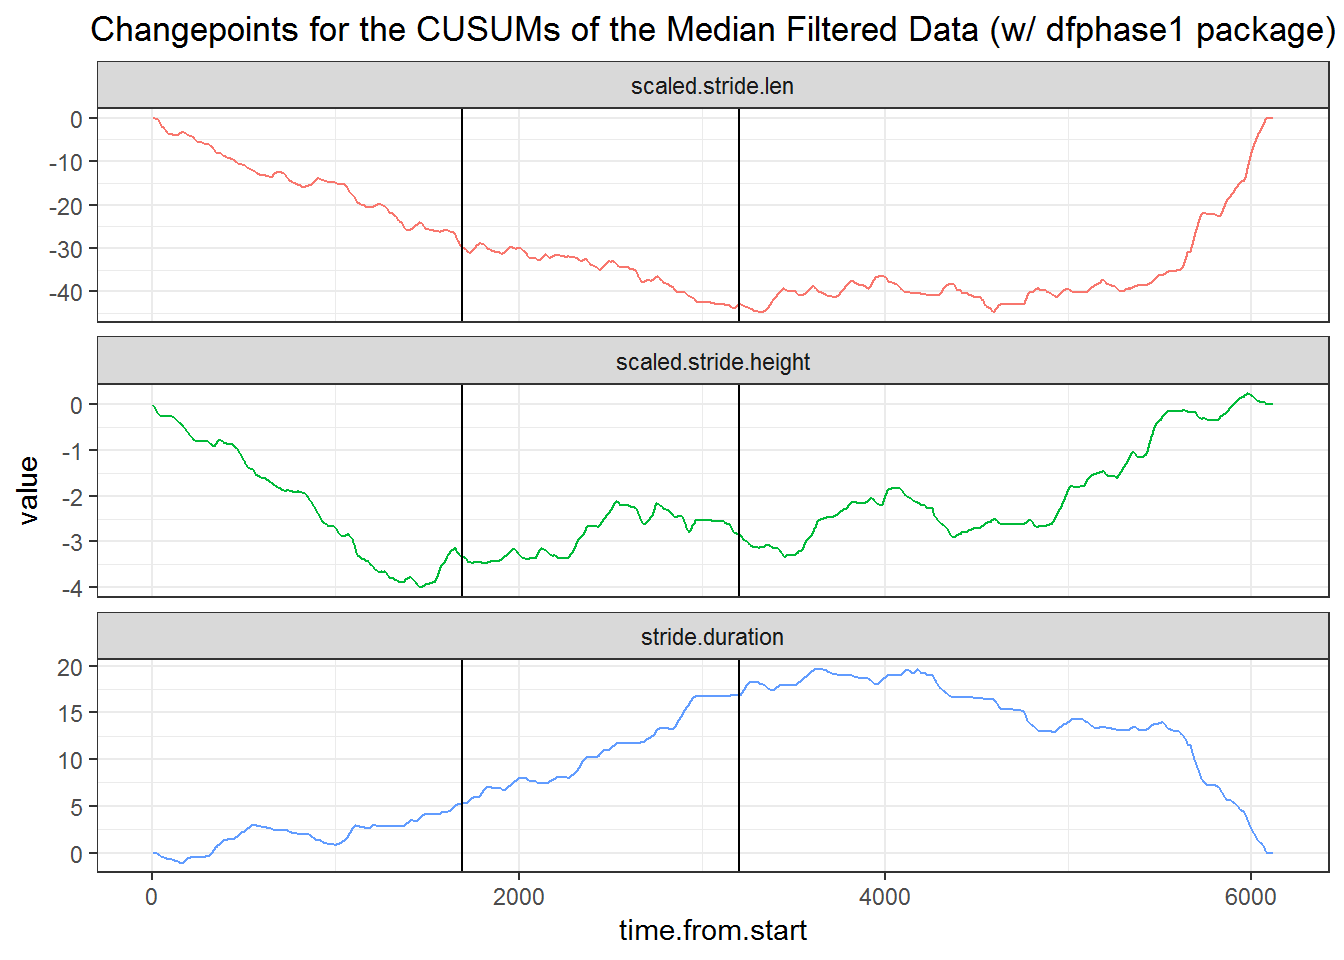 Changepoints for the CUSUMs of the Median Filtered Data (w/ dfphase1 package)
scaled.stride.len
0
-10
-20
-30
-40
scaled.stride.height
0
-1
-2
-3
-4
value
stride.duration
20
15
10
5
0
0 2000 4000 6000
time.from.start